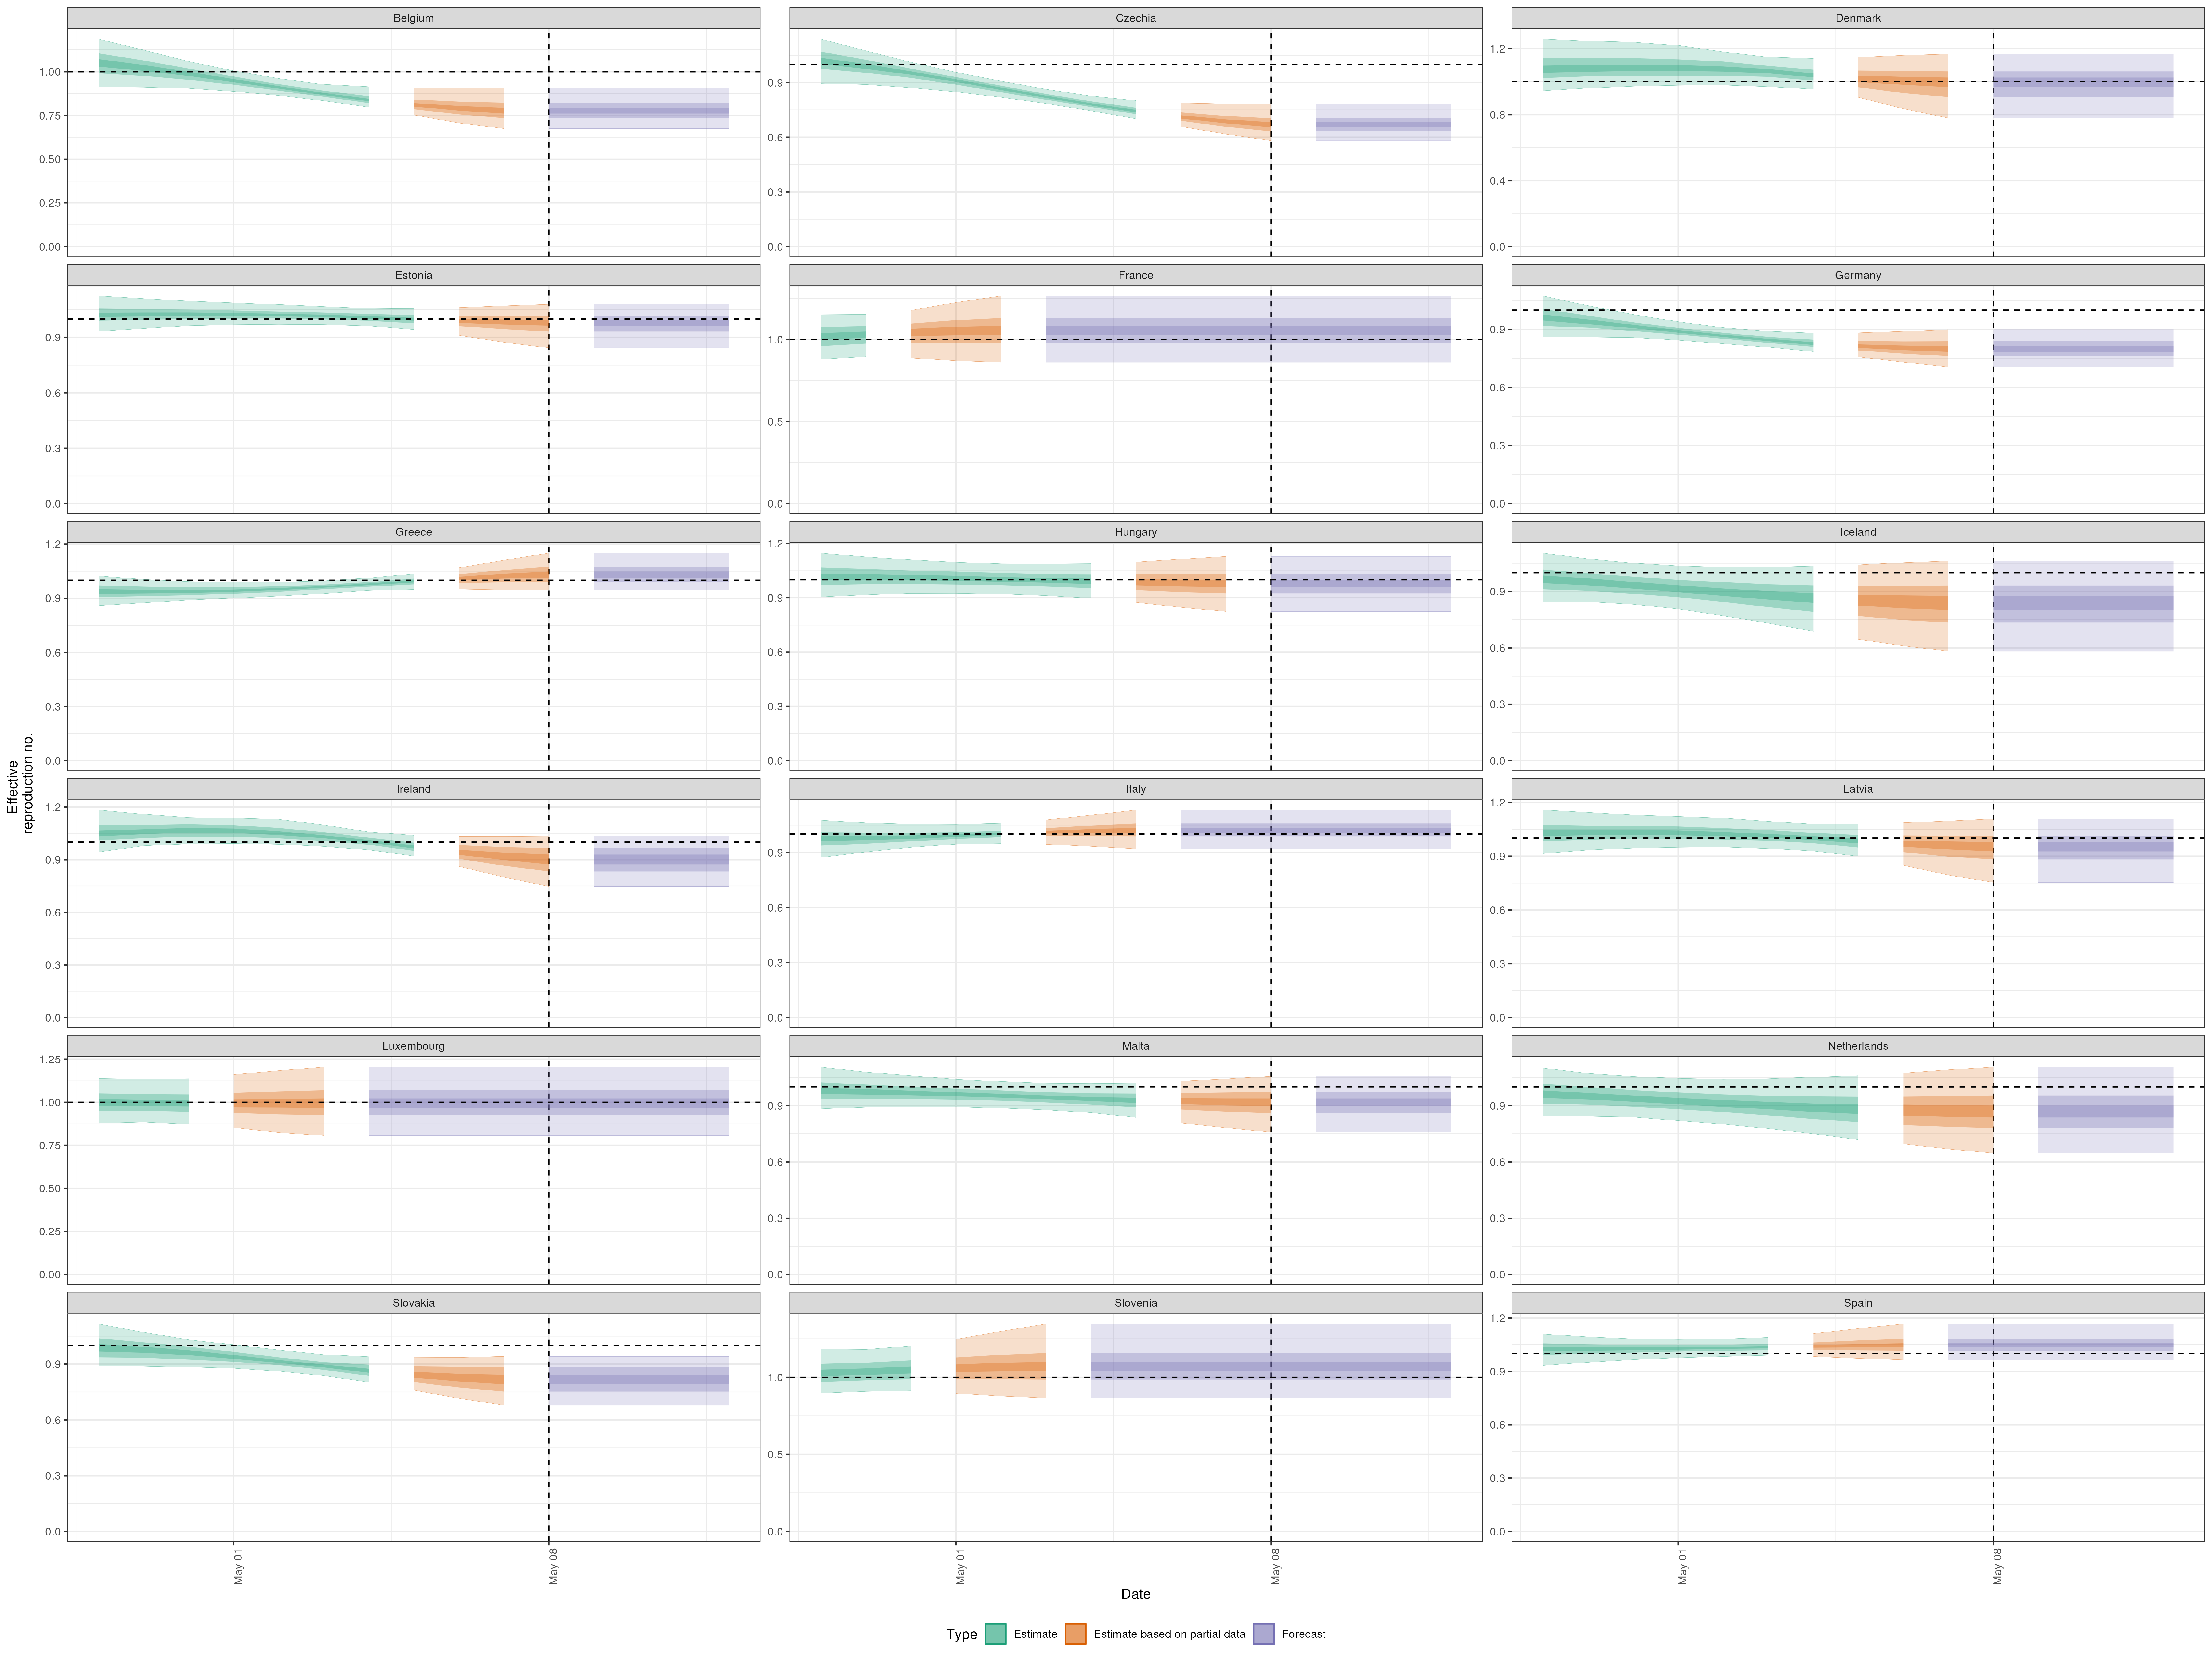 Belgium
Czechia
Denmark
1.00
0.75
0.50
0.25
0.00
0.9
0.6
0.3
0.0
1.2
0.8
0.4
0.0
Estonia
France
Germany
0.9
0.6
0.3
0.0
1.0
0.5
0.0
0.9
0.6
0.3
0.0
Greece
Hungary
Iceland
1.2
0.9
0.6
0.3
0.0
1.2
0.9
0.6
0.3
0.0
0.9
0.6
0.3
0.0
Effective
reproduction no.
Ireland
Italy
Latvia
1.2
0.9
0.6
0.3
0.0
0.9
0.6
0.3
0.0
1.2
0.9
0.6
0.3
0.0
Luxembourg
Malta
Netherlands
1.25
1.00
0.75
0.50
0.25
0.00
0.9
0.6
0.3
0.0
0.9
0.6
0.3
0.0
Slovakia
Slovenia
Spain
0.9
0.6
0.3
0.0
1.0
0.5
0.0
1.2
0.9
0.6
0.3
0.0
May 01
May 08
May 01
May 08
May 01
May 08
Date
Type
Estimate
Estimate based on partial data
Forecast